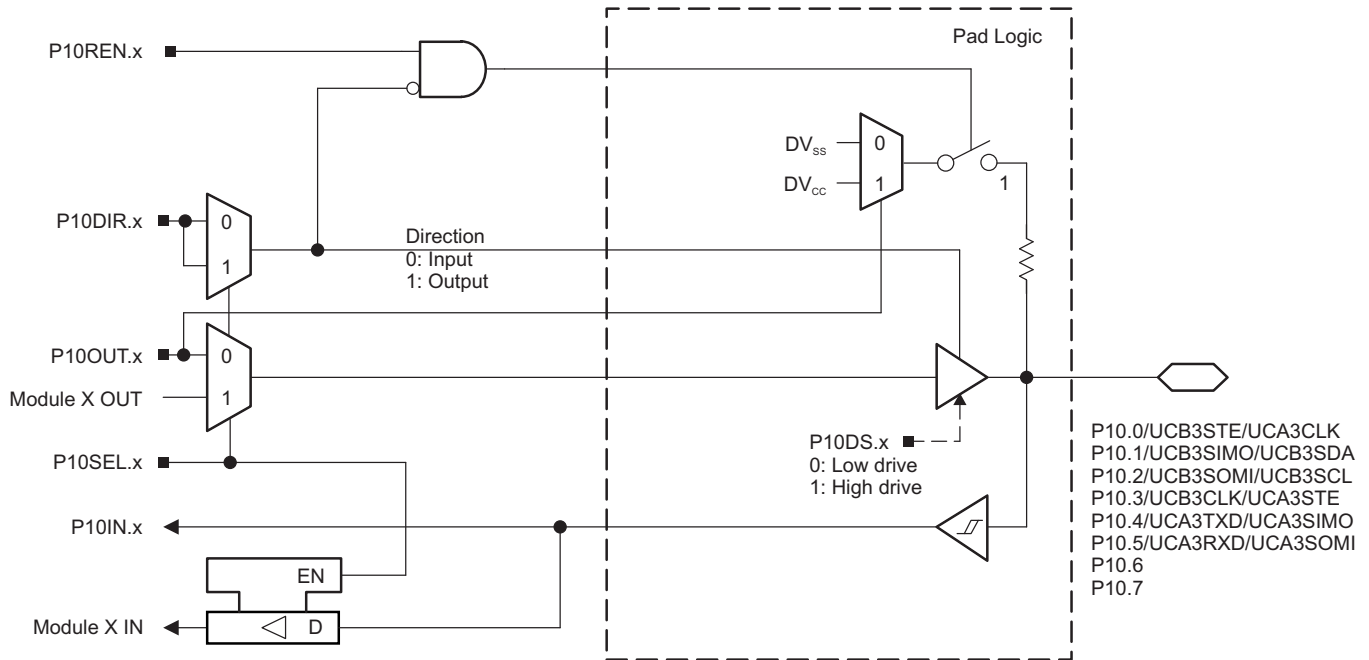 Pad Logic
P10REN.x
DVSS
0
DVCC
1
1
P10DIR.x
0
1
Direction
0: Input
1: Output
P10OUT.x
0
Module X OUT
1
P10DS.x
0: Low drive
1: High drive
P10SEL.x
P10IN.x
EN
Module X IN
D
P10.0/UCB3STE/UCA3CLK
P10.1/UCB3SIMO/UCB3SDA
P10.2/UCB3SOMI/UCB3SCL
P10.3/UCB3CLK/UCA3STE
P10.4/UCA3TXD/UCA3SIMO
P10.5/UCA3RXD/UCA3SOMI
P10.6
P10.7